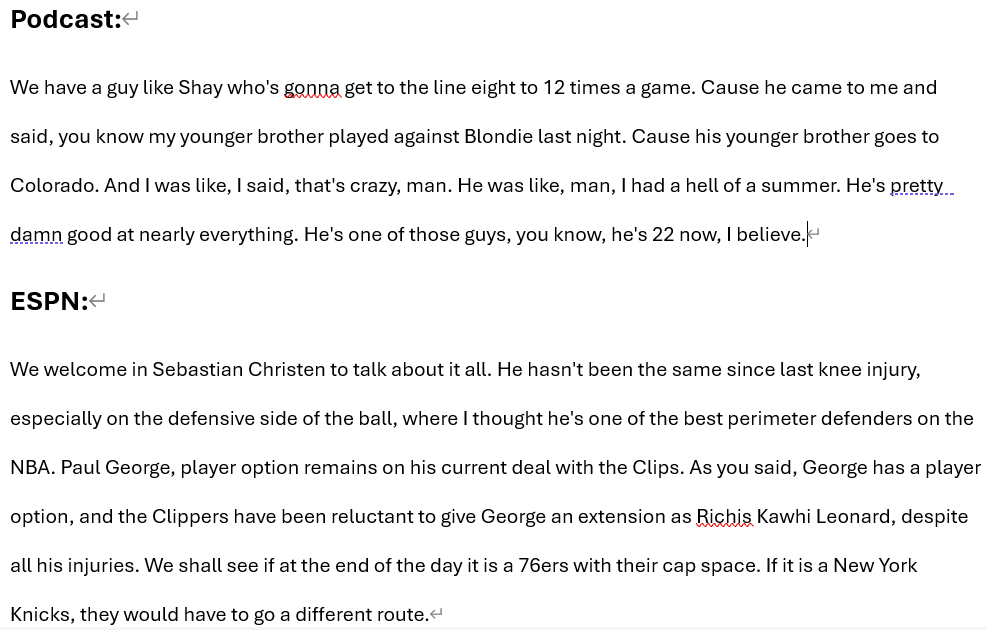 Podcast:
We have a guy like Shay who's gonna get to the line eight to 12 times a game. Cause he came to me and
said, you know my younger brother played against Blondie last night. Cause his younger brother goes to
Colorado. And I was like, I said, that's crazy, man. He was like, man, I had a hell of a summer. He's pretty
damn good at nearly everything. He's one of those guys, you know, he's 22 now, I believe.
ESPN:
We welcome in Sebastian Christen to talk about it all. He hasn't been the same since last knee injury,
especially on the defensive side of the ball, where I thought he's one of the best perimeter defenders on the
NBA. Paul George, player option remains on his current deal with the Clips. As you said, George has a player
option, and the Clippers have been reluctant to give George an extension as Richis Kawhi Leonard, despite
all his injuries. We shall see if at the end of the day it is a 76ers with their cap space. If it is a New York
Knicks, they would have to go a different route.